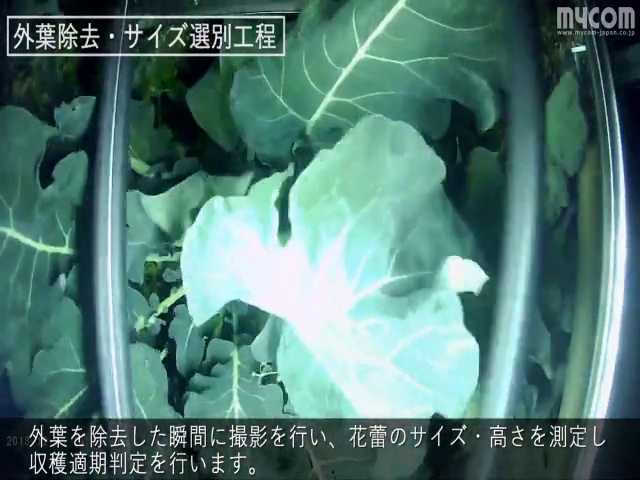 外葉除去・サイズ選別工程
mycom
www.mycom-japan.co.jp
外葉を除去した瞬間に撮影を行い、花蕾のサイズ・高さを測定し
収穫適期判定を行います。
2018